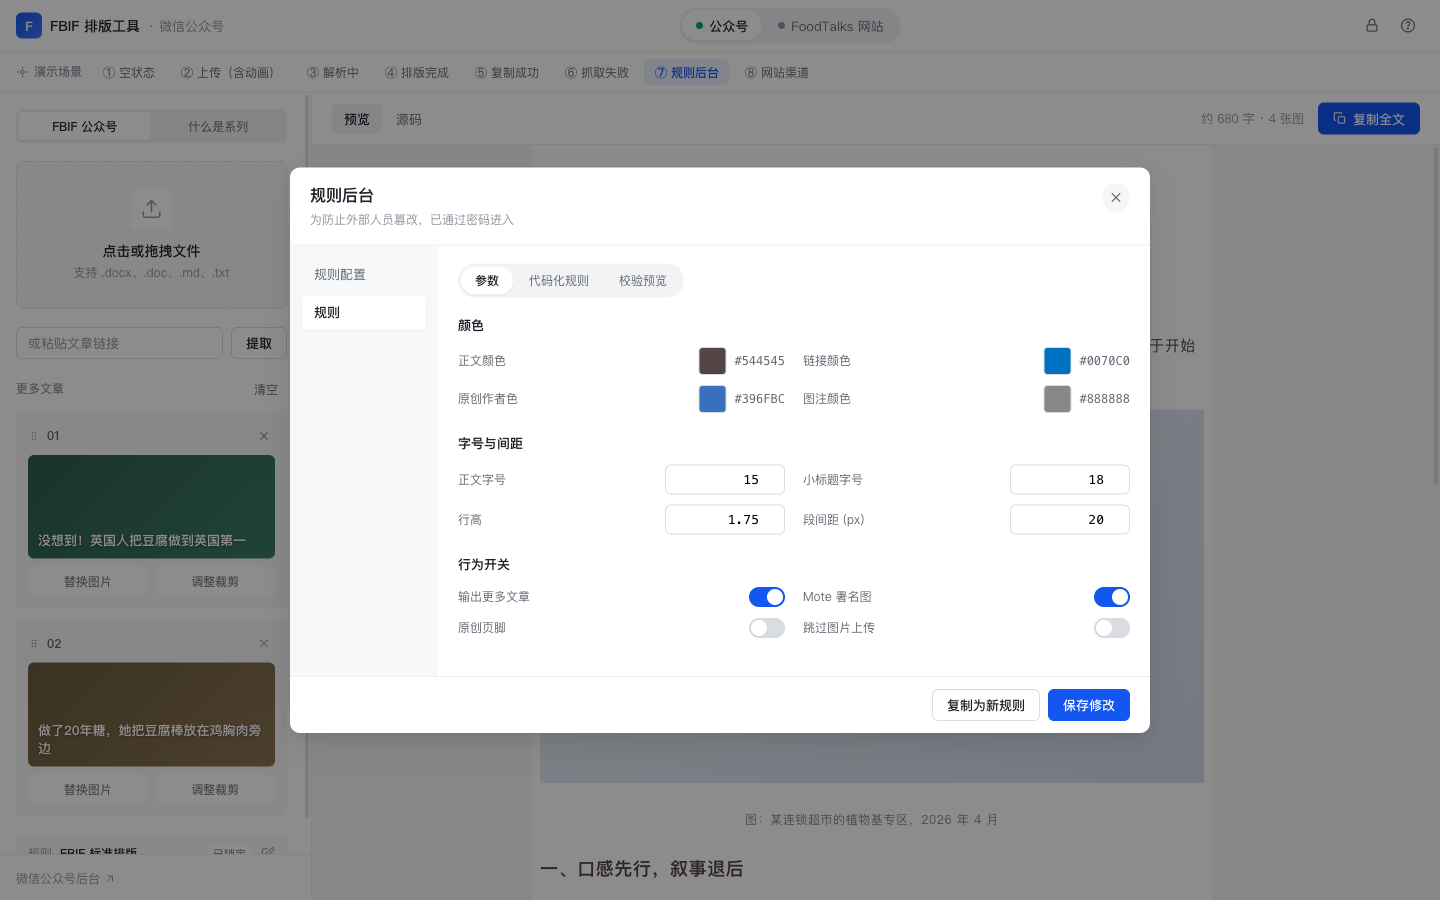 F FBIF 排版工具 · 微信公众号
公众号 FoodTalks 网站
演示场景 ① 空状态 ② 上传（含动画） ③ 解析中 ④ 排版完成 ⑤ 复制成功 ⑥ 抓取失败 ⑦ 规则后台 ⑧ 网站渠道
FBIF 公众号 什么是系列
预览 源码
约 680 字 · 4 张图 复制全文
点击或拖拽文件
支持 .docx、.doc、.md、.txt
或粘贴文章链接 提取
更多文章 清空
01
没想到！英国人把豆腐做到英国第一
替换图片 调整裁剪
02
做了20年糖，她把豆腐棒放在鸡胸肉旁
边
替换图片 调整裁剪
规则 FBIF 标准排版 已锁定
微信公众号后台
规则后台
为防止外部人员篡改，已通过密码进入
规则配置
规则
参数 代码化规则 校验预览
颜色
正文颜色 #544545 链接颜色 #0070C0
原创作者色 #396FBC 图注颜色 #888888
字号与间距
正文字号 15 小标题字号 18
行高 1.75 段间距 (px) 20
行为开关
输出更多文章 Mote 署名图
原创页脚 跳过图片上传
复制为新规则 保存修改
于开始
图：某连锁超市的植物基专区，2026 年 4 月
一、口感先行，叙事退后